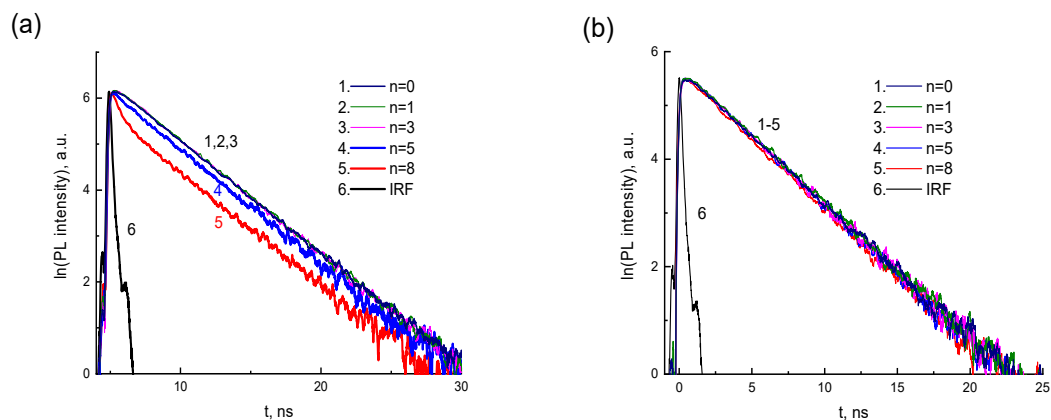 (a)
ln(PL intensity), a.u.
6
4
2
0
10
20
30
t, ns
1. n=0
2. n=1
3. n=3
4. n=5
5. n=8
6. IRF
1,2,3
4
5
6
(b)
ln(PL intensity), a.u.
6
4
2
0
0
5
10
15
20
25
t, ns
1. n=0
2. n=1
3. n=3
4. n=5
5. n=8
6. IRF
1-5
6